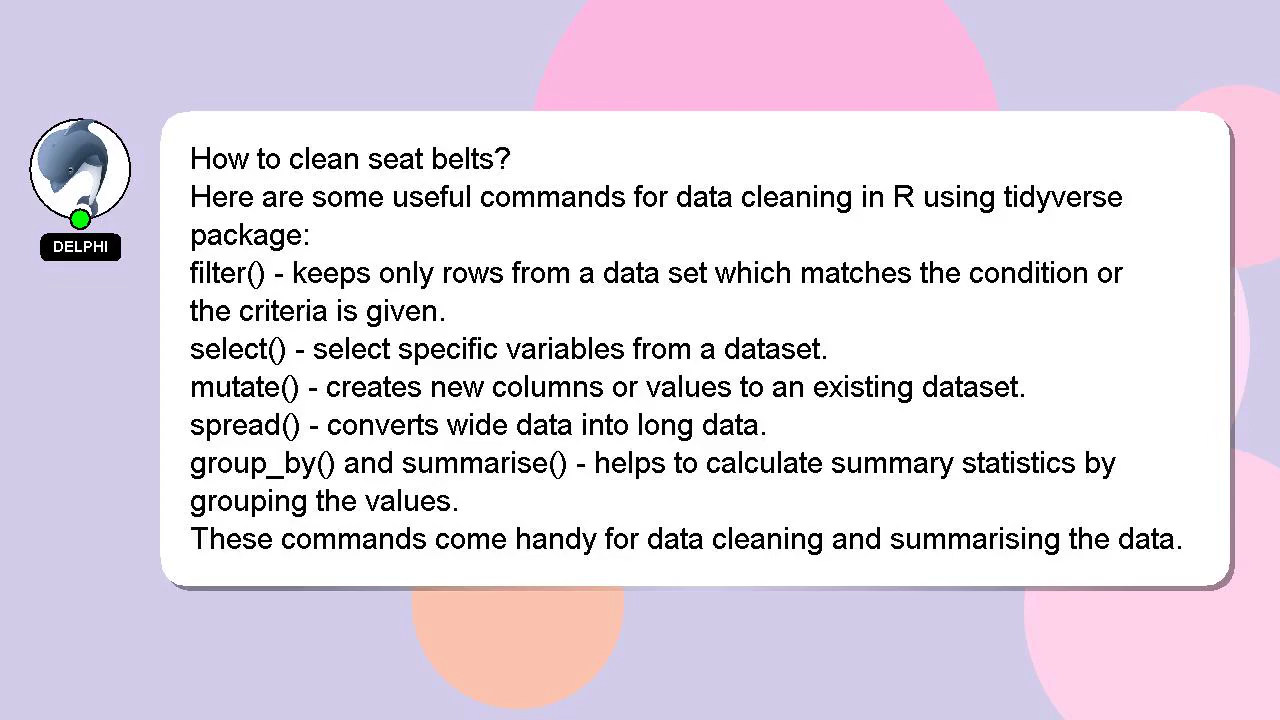 How to clean seat belts?
Here are some useful commands for data cleaning in R using tidyverse
package:
filter() - keeps only rows from a data set which matches the condition or
the criteria is given.
select() - select specific variables from a dataset.
mutate() - creates new columns or values to an existing dataset.
spread() - converts wide data into long data.
group_by() and summarise() - helps to calculate summary statistics by
grouping the values.
These commands come handy for data cleaning and summarising the data.
DELPHI